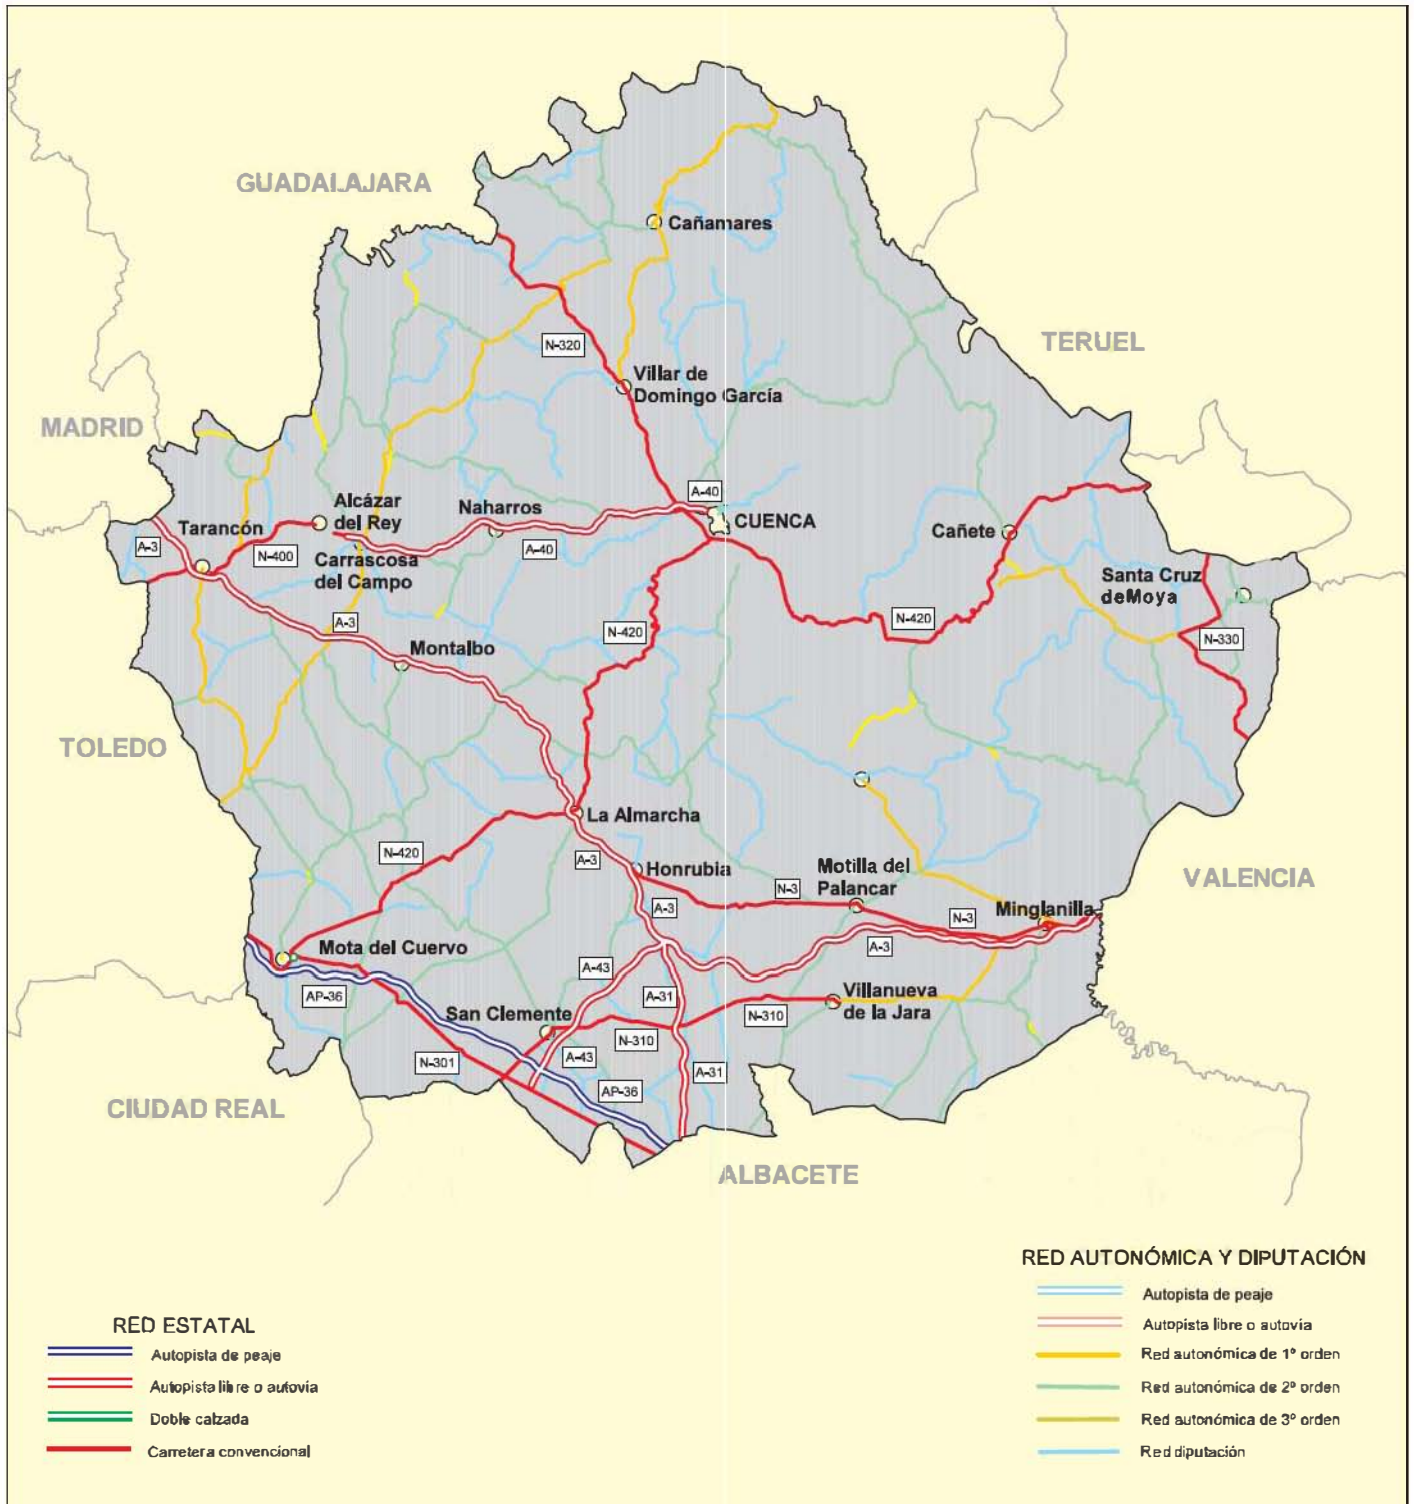 GUADALAJARA
Cañamares
TERUEL
N-320
Villar de
Domingo García
MADRID
A-40
Alcázar
del Rey
Naharros
CUENCA
Tarancón
Cañete
A-3
N-400
Carrascosa
del Campo
A-40
Santa Cruz
deMoya
A-3
N-420
N-420
N-330
Montalbo
TOLEDO
La Almarcha
N-420
A-3
Honrubia
Motilla del
Palancar
N-3
VALENCIA
A-3
N-3
Minglanilla
A-3
Mota del Cuervo
A-43
AP-36
A-31
Villanueva
de la Jara
San Clemente
N-310
N-310
N-301
A-43
A-31
AP-36
CIUDAD REAL
ALBACETE
RED ESTATAL
Autopista de peaje
Autopista libre o autovia
Doble calzada
Carretera convencional
RED AUTONÓMICA Y DIPUTACIÓN
Autopista de peaje
Autopista libre o autovía
Red autonómica de 1º orden
Red autonómica de 2º orden
Red autonómica de 3º orden
Red diputación